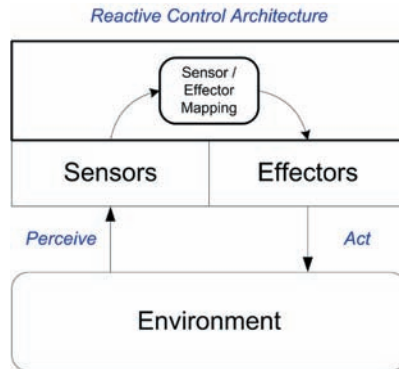 Reactive Control Architecture
Sensor /
Effector
Mapping
Sensors
Effectors
Perceive
Act
Environment